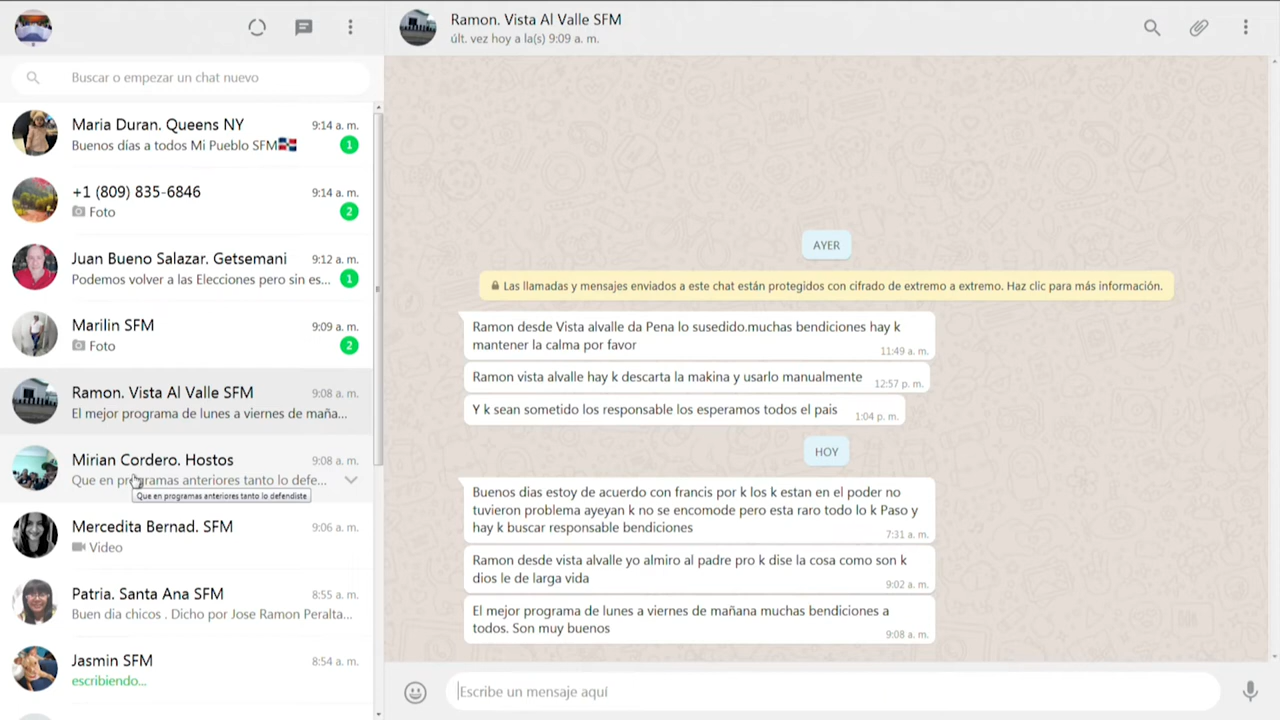 Buscar o empezar un chat nuevo
Maria Duran. Queens NY
9:14 a. m.
Buenos días a todos Mi Pueblo SFM🇩🇴
1
+1 (809) 835-6846
9:14 a. m.
Foto
2
Juan Bueno Salazar. Getsemani
9:12 a. m.
Podemos volver a las Elecciones pero sin es...
1
Marilin SFM
9:09 a. m.
Foto
2
Ramon. Vista Al Valle SFM
9:08 a. m.
El mejor programa de lunes a viernes de maña...
Mirian Cordero. Hostos
9:08 a. m.
Que en programas anteriores tanto lo defe...
Que en programas anteriores tanto lo defendiste
Mercedita Bernad. SFM
9:06 a. m.
Video
Patria. Santa Ana SFM
8:55 a. m.
Buen dia chicos . Dicho por Jose Ramon Peralta...
Jasmin SFM
8:54 a. m.
escribiendo...
Ramon. Vista Al Valle SFM
últ. vez hoy a la(s) 9:09 a. m.
AYER
Las llamadas y mensajes enviados a este chat están protegidos con cifrado de extremo a extremo. Haz clic para más información.
Ramon desde Vista alvalle da Pena lo susedido.muchas bendiciones hay k
mantener la calma por favor
11:49 a. m.
Ramon vista alvalle hay k descarta la makina y usarlo manualmente
12:57 p. m.
Y k sean sometido los responsable los esperamos todos el pais
1:04 p. m.
HOY
Buenos dias estoy de acuerdo con francis por k los k estan en el poder no
tuvieron problema ayeyan k no se encomode pero esta raro todo lo k Paso y
hay k buscar responsable bendiciones
7:31 a. m.
Ramon desde vista alvalle yo almiro al padre pro k dise la cosa como son k
dios le de larga vida
9:02 a. m.
El mejor programa de lunes a viernes de mañana muchas bendiciones a
todos. Son muy buenos
9:08 a. m.
Escribe un mensaje aquí